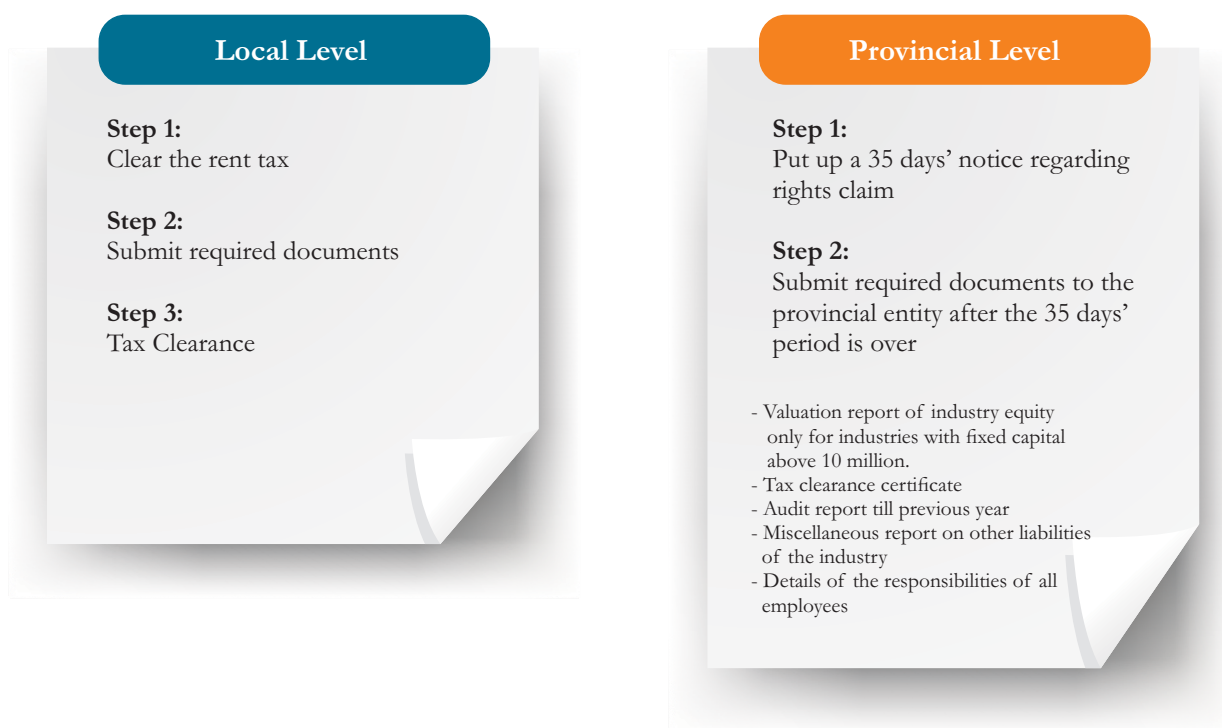 Local Level
Step 1:
Clear the rent tax
Step 2:
Submit required documents
Step 3:
Tax Clearance
Provincial Level
Step 1:
Put up a 35 days’ notice regarding
rights claim
Step 2:
Submit required documents to the
provincial entity after the 35 days’
period is over
- Valuation report of industry equity
only for industries with fixed capital
above 10 million.
- Tax clearance certificate
- Audit report till previous year
- Miscellaneous report on other liabilities
of the industry
- Details of the responsibilities of all
employees